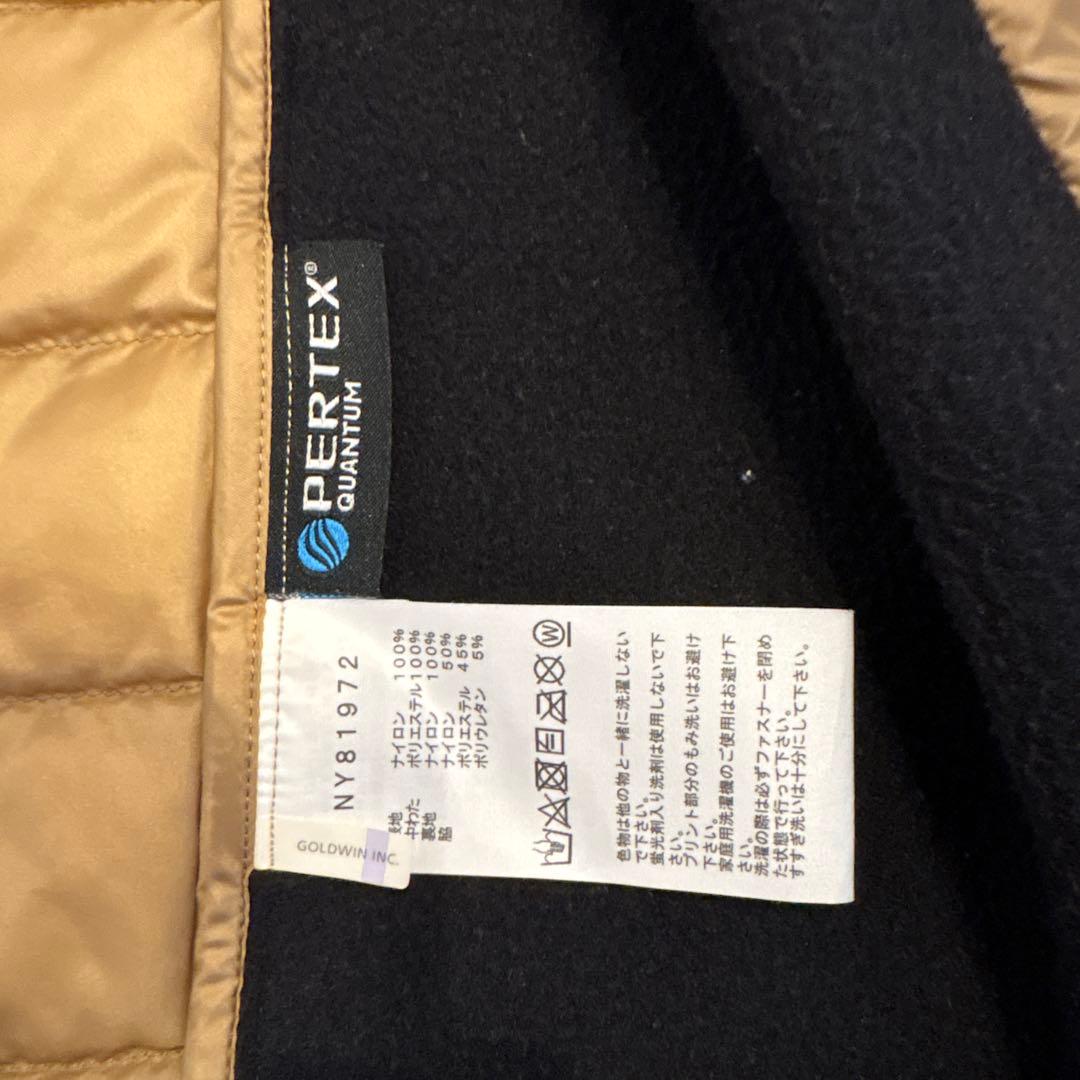 PERTEX®
QUANTUM
NY81972
表地 ナイロン 100%
中わた ポリエステル 100%
裏地 ナイロン 100%
脇 ナイロン 50%
ポリエステル 45%
ポリウレタン 5%
GOLDWIN INC.
W
色物は他の物と一緒に洗濯しない
で下さい。
蛍光剤入り洗剤は使用しないで下
さい。
プリント部分のもみ洗いはお避け
下さい。
家庭用洗濯機のご使用はお避け下
さい。
洗濯の際は必ずファスナーを閉め
た状態で行って下さい。
すすぎ洗いは十分にして下さい。